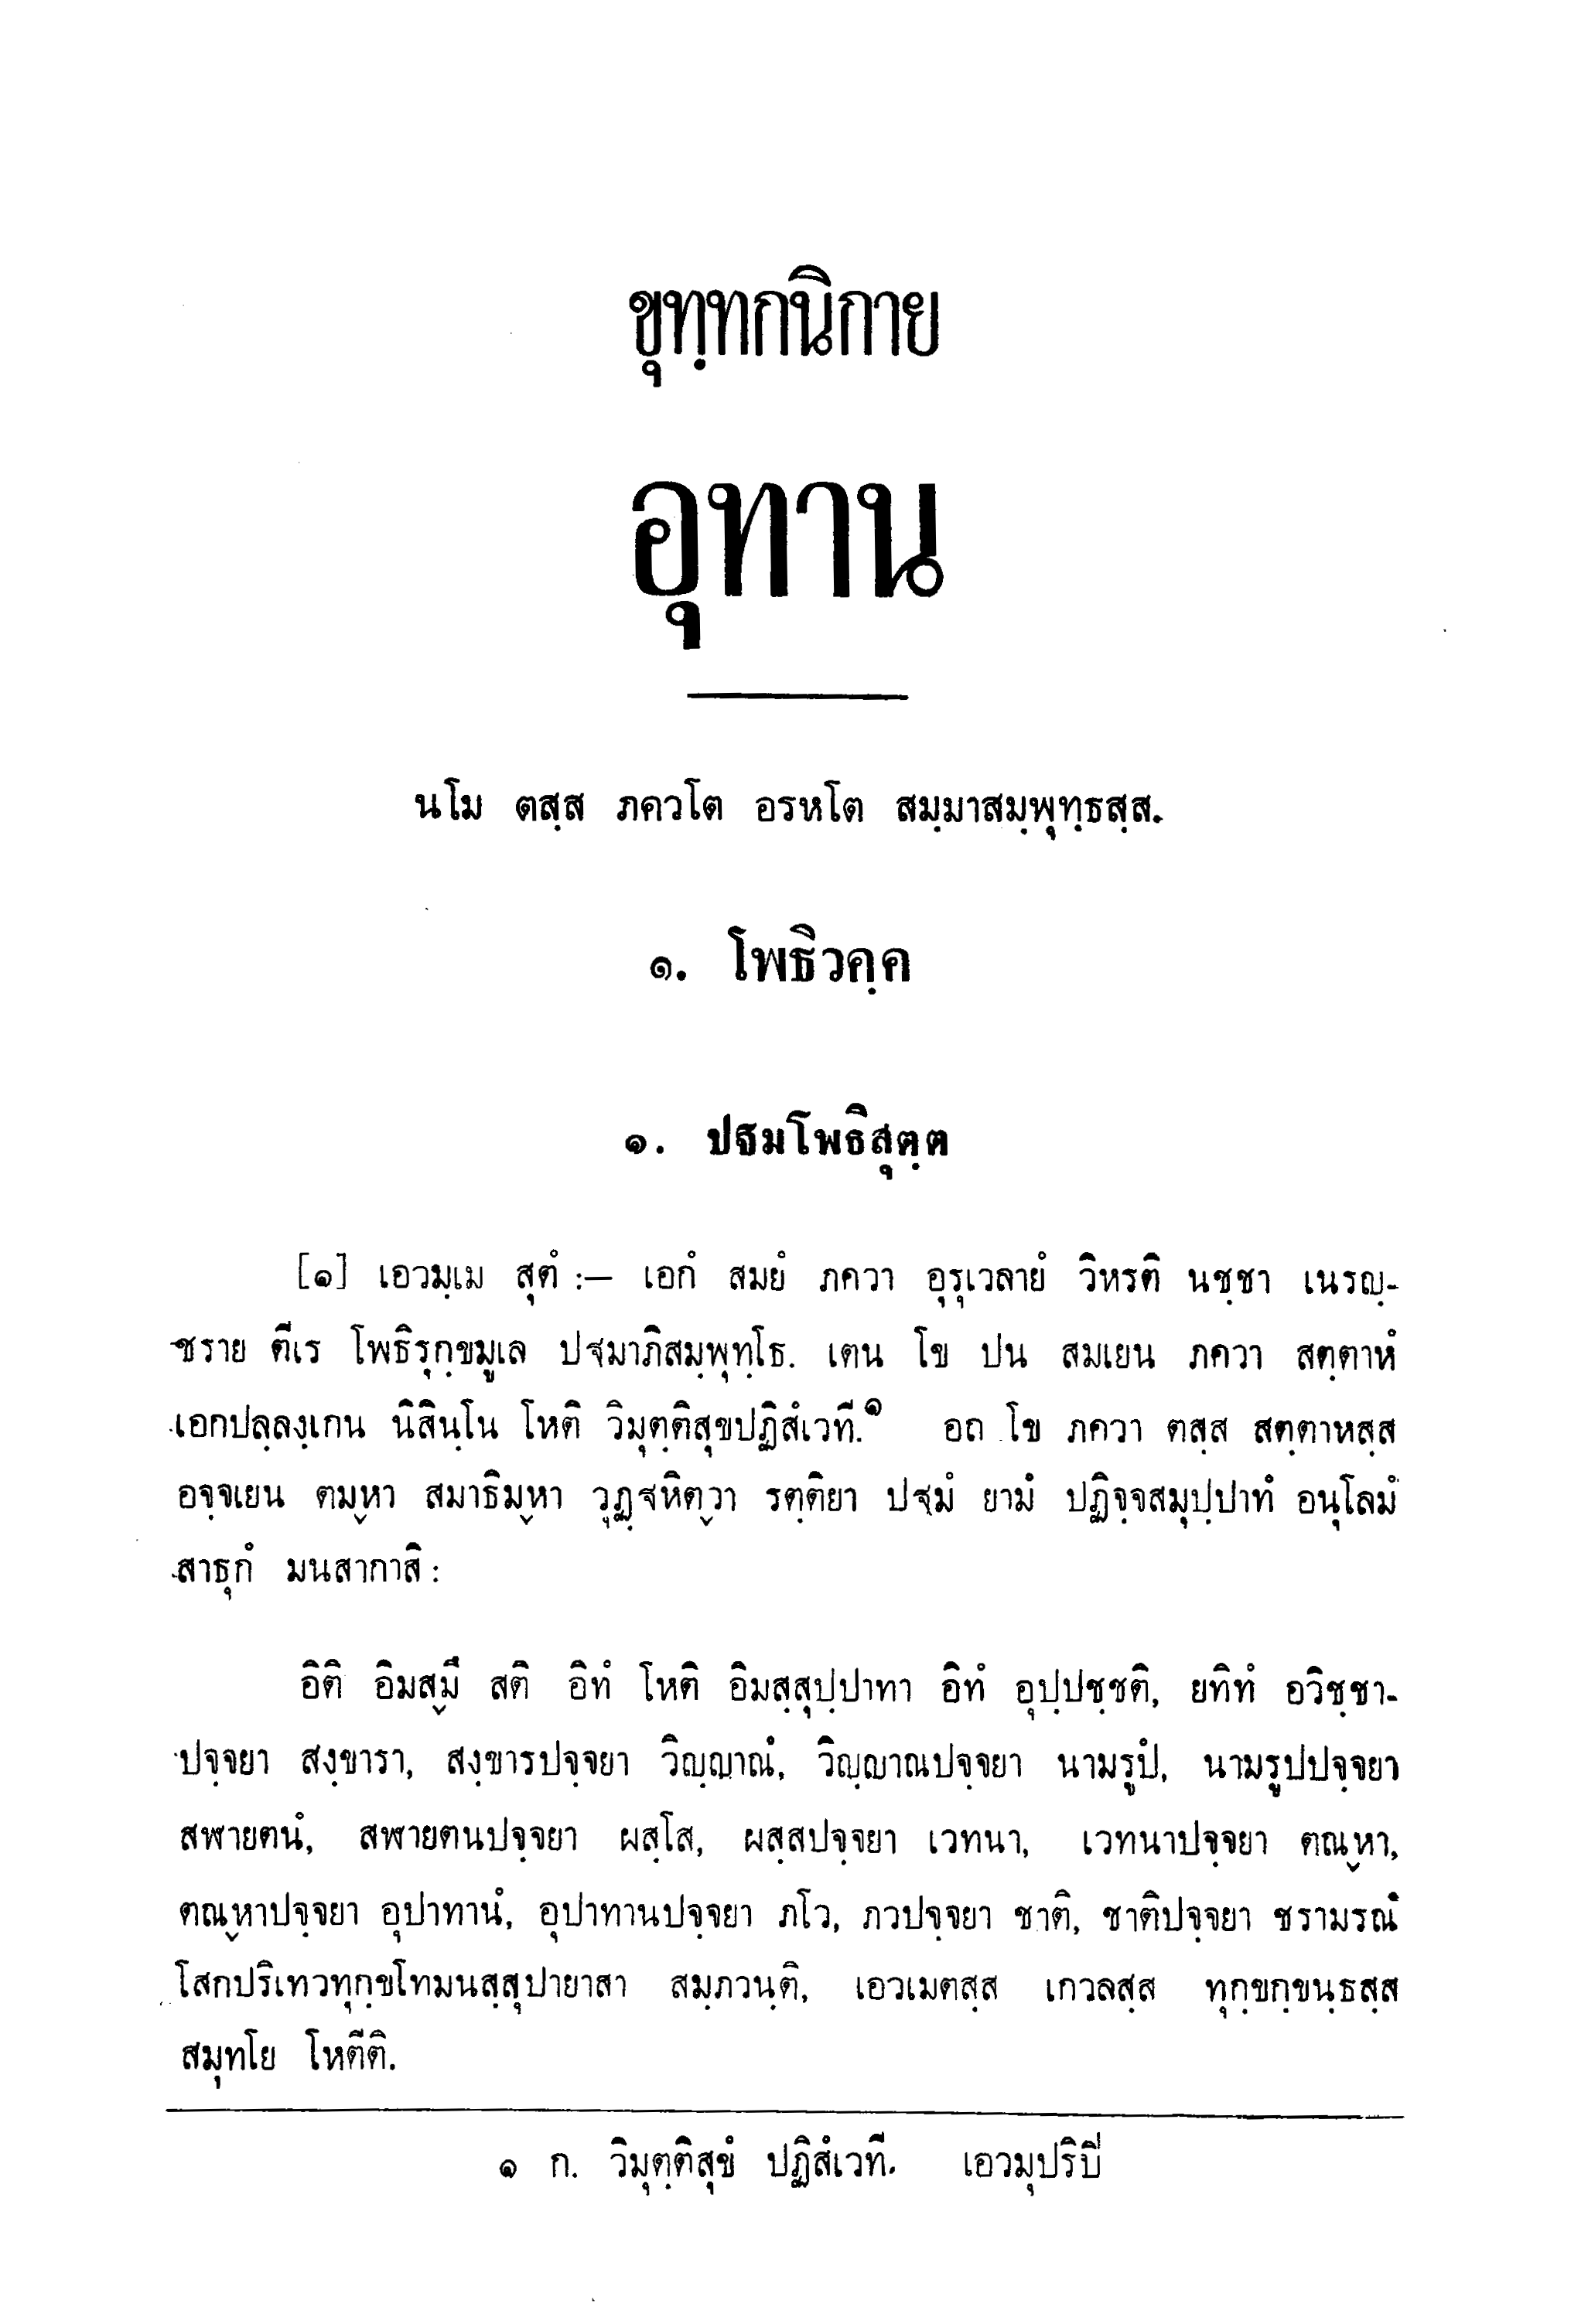 ขุทฺทกนิกาย
อุทาน
นโม ตสฺส ภควโต อรหโต สมฺมาสมฺพุทฺธสฺส.
๑. โพธิวคฺค
๑. ปฐมโพธิสุตฺต
[๑] เอวมฺเม สุตํ :— เอกํ สมยํ ภควา อุรุเวลายํ วิหรติ นชฺชา เนรญฺ-
ชราย ตีเร โพธิรุกฺขมูเล ปฐมาภิสมฺพุทฺโธ. เตน โข ปน สมเยน ภควา สตฺตาหํ
เอกปลฺลงฺเกน นิสินฺโน โหติ วิมุตฺติสุขปฏิสํเวที.๑ อถ โข ภควา ตสฺส สตฺตาหสฺส
อจฺจเยน ตมฺหา สมาธิมฺหา วุฏฺฐหิตฺวา รตฺติยา ปฐมํ ยามํ ปฏิจฺจสมุปฺปาทํ อนุโลมํ
สาธุกํ มนสากาสิ :
อิติ อิมสฺมึ สติ อิทํ โหติ อิมสฺสุปฺปาทา อิทํ อุปฺปชฺชติ, ยทิทํ อวิชฺชา-
ปจฺจยา สงฺขารา, สงฺขารปจฺจยา วิญฺญาณํ, วิญฺญาณปจฺจยา นามรูปํ, นามรูปปจฺจยา
สฬายตนํ, สฬายตนปจฺจยา ผสฺโส, ผสฺสปจฺจยา เวทนา, เวทนาปจฺจยา ตณฺหา,
ตณฺหาปจฺจยา อุปาทานํ, อุปาทานปจฺจยา ภโว, ภวปจฺจยา ชาติ, ชาติปจฺจยา ชรามรณํ
โสกปริเทวทุกฺขโทมนสฺสุปายาสา สมฺภวนฺติ, เอวเมตสฺส เกวลสฺส ทุกฺขกฺขนฺธสฺส
สมุทโย โหตีติ.
๑ ก. วิมุตฺติสุขํ ปฏิสํเวที. เอวมุปริปิ